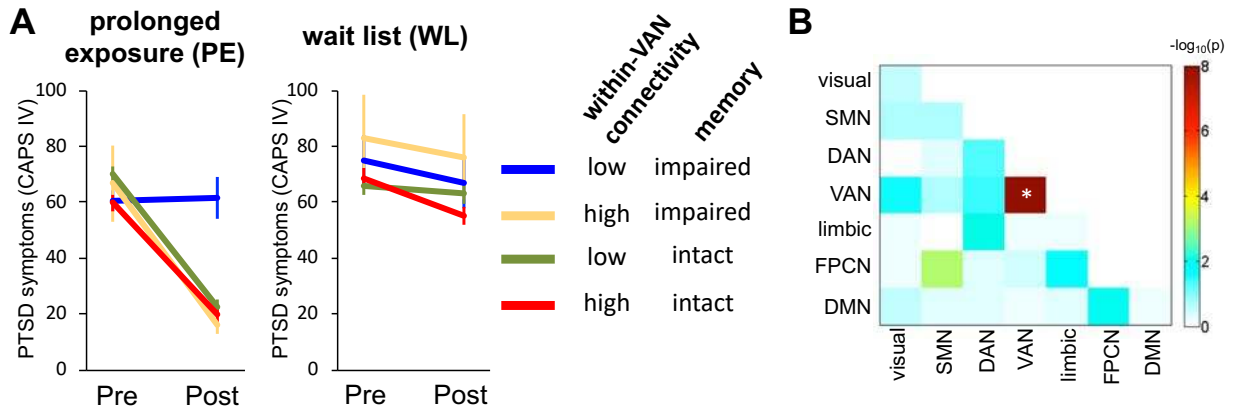 A
prolonged
exposure (PE)
PTSD symptoms (CAPS IV)
100
80
60
40
20
0
Pre Post
wait list (WL)
PTSD symptoms (CAPS IV)
100
80
60
40
20
0
Pre Post
within-VAN
connectivity
memory
low impaired
high impaired
low intact
high intact
B
-log10(p)
8
-6
-4
-2
0
visual
SMN
DAN
VAN
limbic
FPCN
DMN
*
visual
SMN
DAN
VAN
limbic
FPCN
DMN